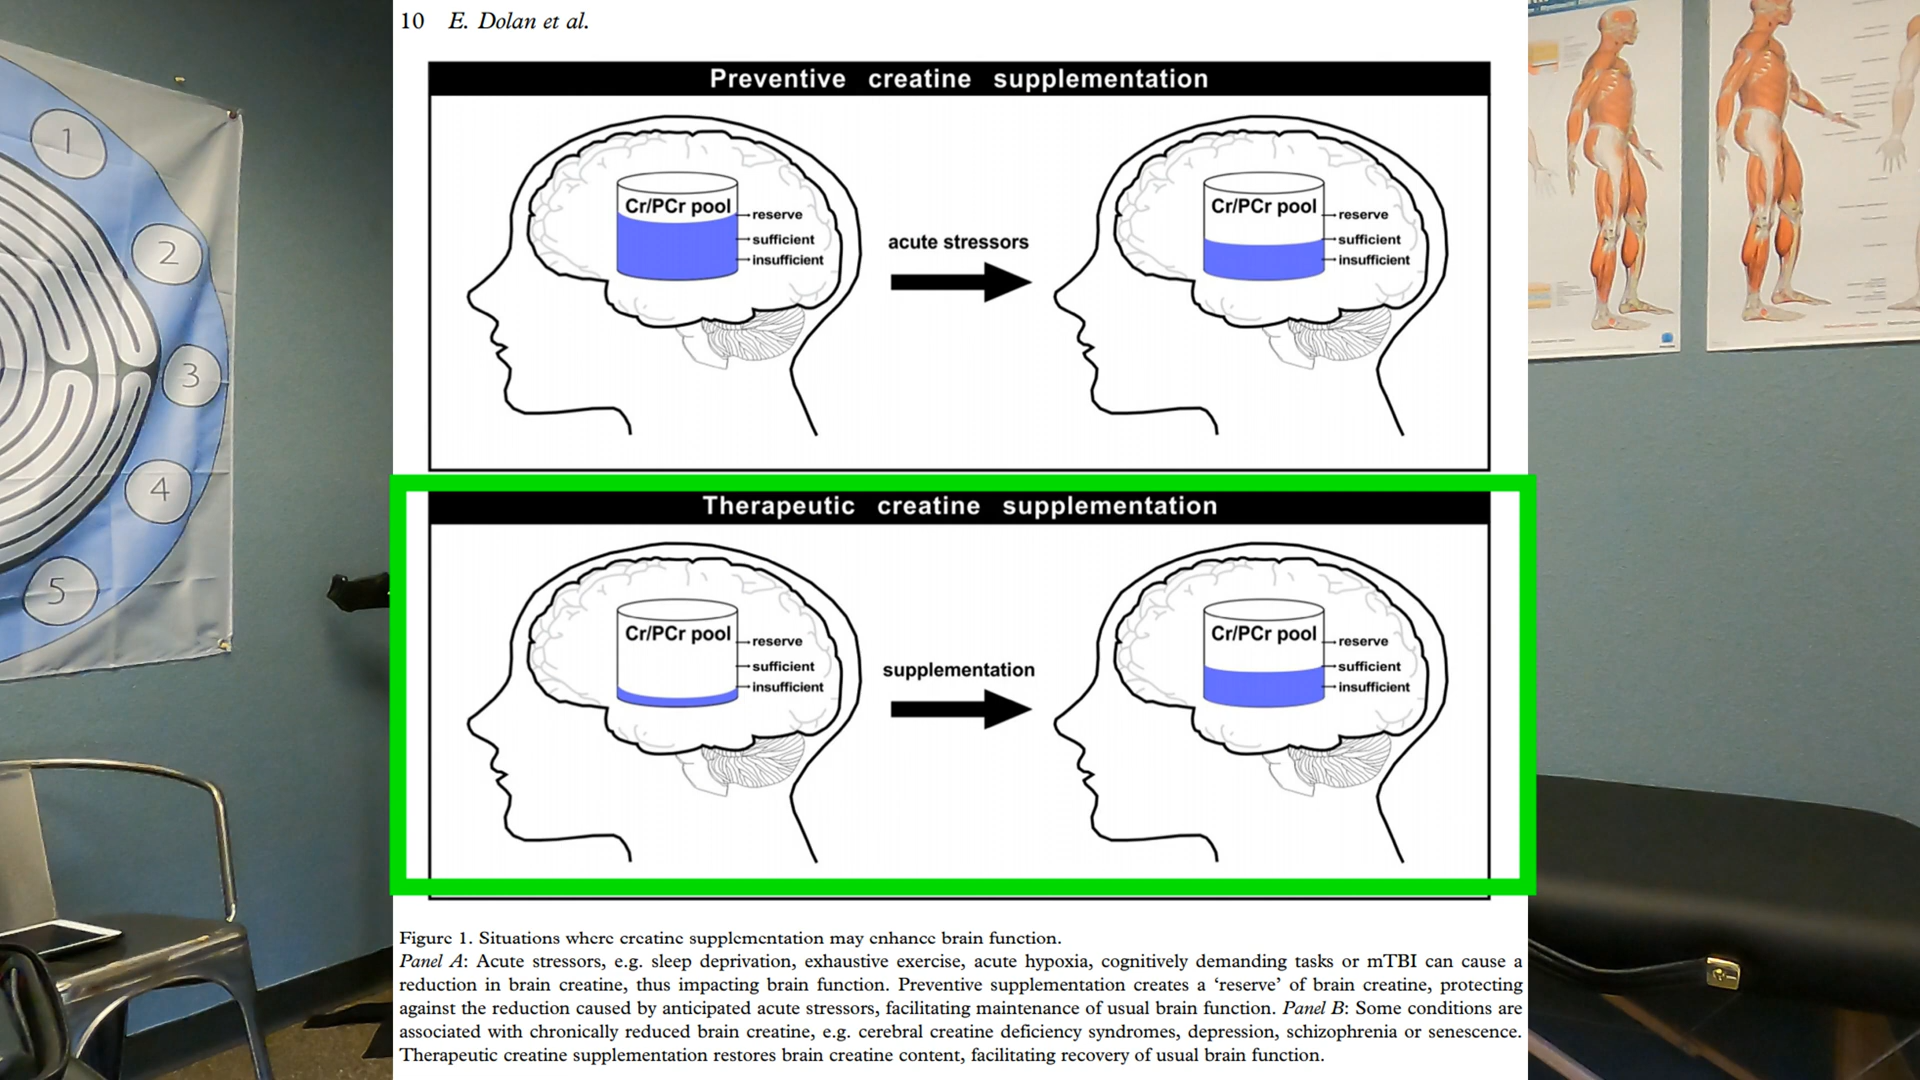 10 E. Dolan et al.
Preventive creatine supplementation
Cr/PCr pool
reserve
sufficient
insufficient
acute stressors
Cr/PCr pool
reserve
sufficient
insufficient
Therapeutic creatine supplementation
Cr/PCr pool
reserve
sufficient
insufficient
supplementation
Cr/PCr pool
reserve
sufficient
insufficient
Figure 1. Situations where creatine supplementation may enhance brain function.
Panel A: Acute stressors, e.g. sleep deprivation, exhaustive exercise, acute hypoxia, cognitively demanding tasks or mTBI can cause a
reduction in brain creatine, thus impacting brain function. Preventive supplementation creates a ‘reserve’ of brain creatine, protecting
against the reduction caused by anticipated acute stressors, facilitating maintenance of usual brain function. Panel B: Some conditions are
associated with chronically reduced brain creatine, e.g. cerebral creatine deficiency syndromes, depression, schizophrenia or senescence.
Therapeutic creatine supplementation restores brain creatine content, facilitating recovery of usual brain function.
1
2
3
4
5